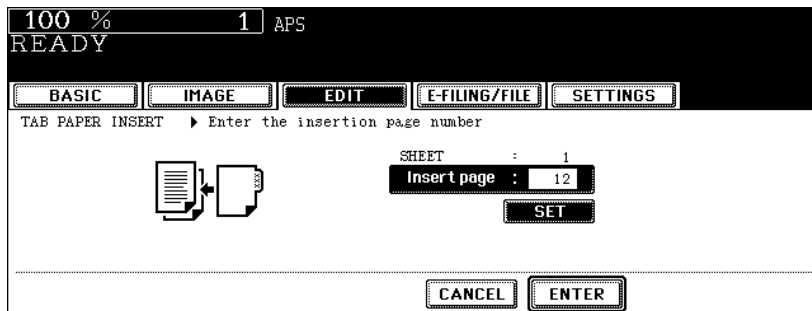 100 % 1 APS
READY
BASIC IMAGE EDIT E-FILING/FILE SETTINGS
TAB PAPER INSERT ▶ Enter the insertion page number
SHEET : 1
XXX
Insert page : 12
SET
CANCEL ENTER